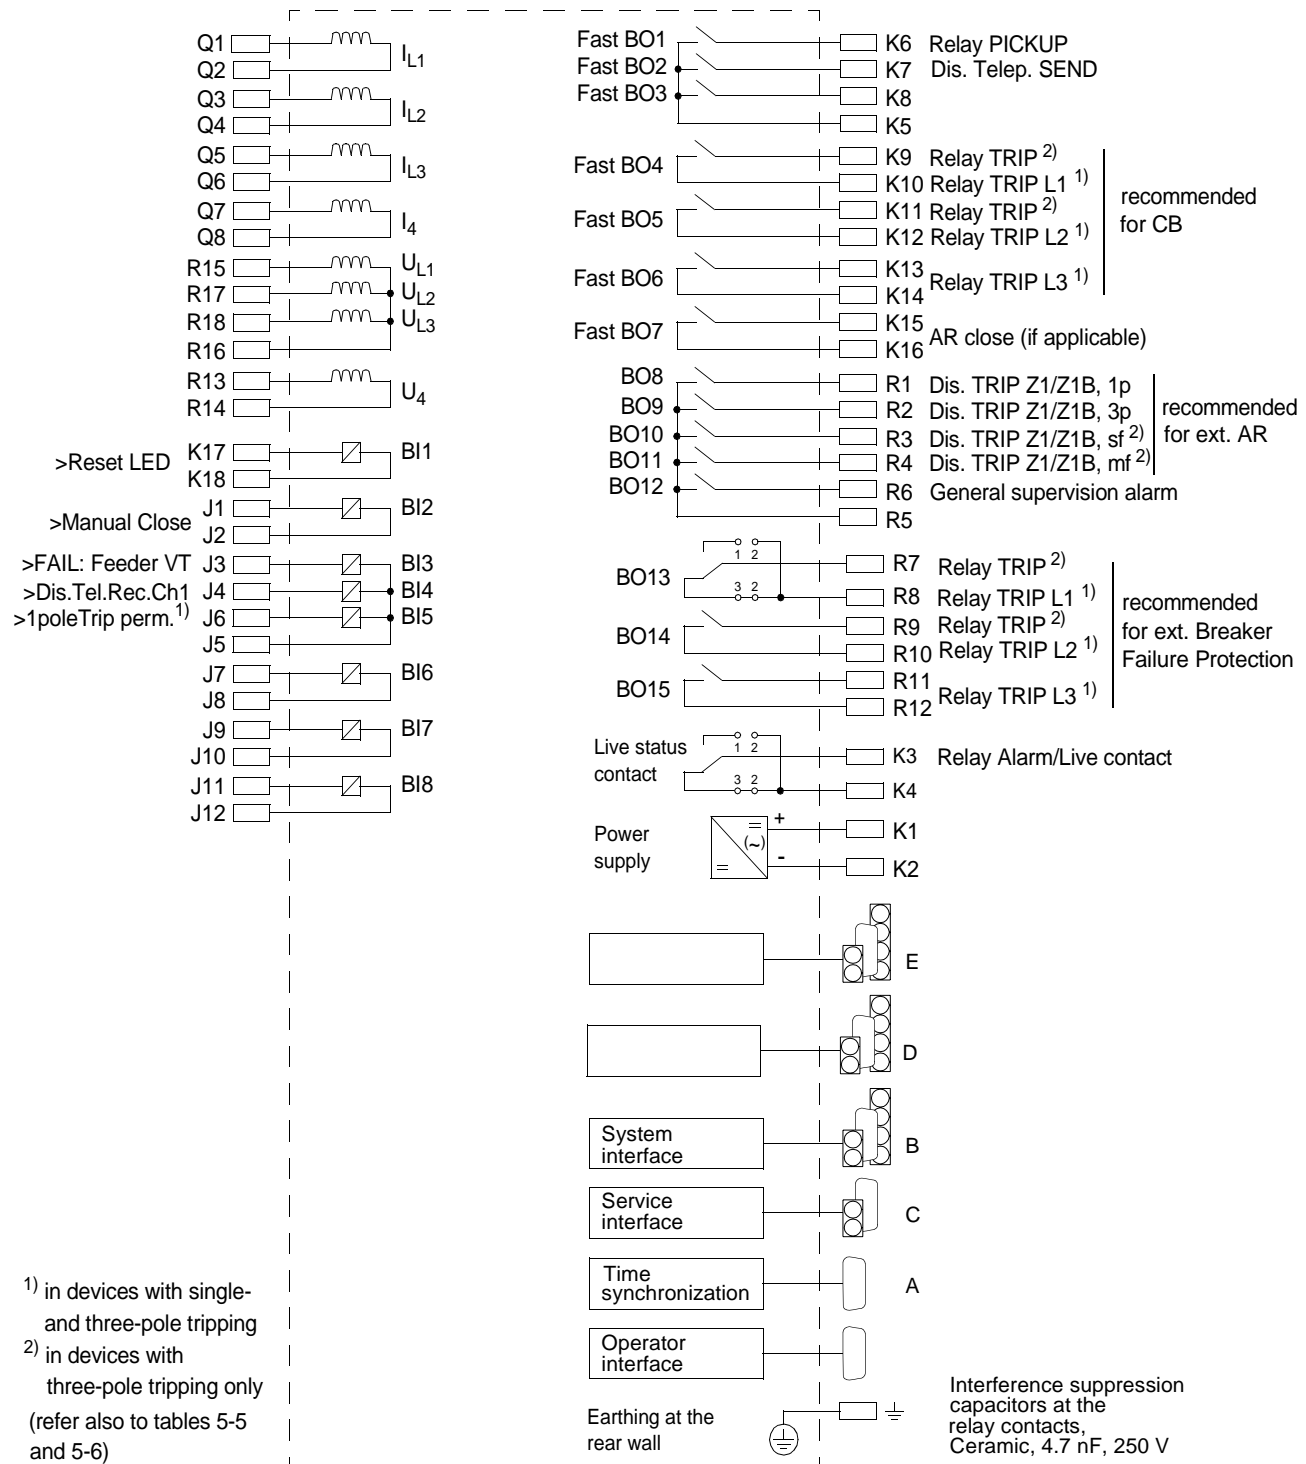 Q1
Q2
I L1
Q3
Q4
I L2
Q5
Q6
I L3
Q7
Q8
I 4
R15
U L1
R17
U L2
R18
U L3
R16
R13
R14
U 4
>Reset LED
K17
K18
BI1
>Manual Close
J1
J2
BI2
>FAIL: Feeder VT J3
BI3
>Dis.Tel.Rec.Ch1 J4
BI4
>1poleTrip perm. 1) J6
BI5
J5
J7
J8
BI6
J9
J10
BI7
J11
J12
BI8
Fast BO1
K6 Relay PICKUP
Fast BO2
K7 Dis. Telep. SEND
Fast BO3
K8
K5
Fast BO4
K9 Relay TRIP 2)
K10 Relay TRIP L1 1)
Fast BO5
K11 Relay TRIP 2)
K12 Relay TRIP L2 1)
Fast BO6
K13
K14
Relay TRIP L3 1)
recommended
for CB
Fast BO7
K15
K16
AR close (if applicable)
BO8
R1 Dis. TRIP Z1/Z1B, 1p
BO9
R2 Dis. TRIP Z1/Z1B, 3p
BO10
R3 Dis. TRIP Z1/Z1B, sf 2)
BO11
R4 Dis. TRIP Z1/Z1B, mf 2)
recommended
for ext. AR
BO12
R6 General supervision alarm
R5
BO13
1 2
3 2
R7 Relay TRIP 2)
R8 Relay TRIP L1 1)
BO14
R9 Relay TRIP 2)
R10 Relay TRIP L2 1)
BO15
R11
R12
Relay TRIP L3 1)
recommended
for ext. Breaker
Failure Protection
Live status
contact
1 2
3 2
K3 Relay Alarm/Live contact
K4
Power
supply
=
(~)
=
+
-
K1
K2
E
D
System
interface
B
Service
interface
C
Time
synchronization
A
Operator
interface
Earthing at the
rear wall
1) in devices with single-
and three-pole tripping
2) in devices with
three-pole tripping only
(refer also to tables 5-5
and 5-6)
Interference suppression
capacitors at the
relay contacts,
Ceramic, 4.7 nF, 250 V